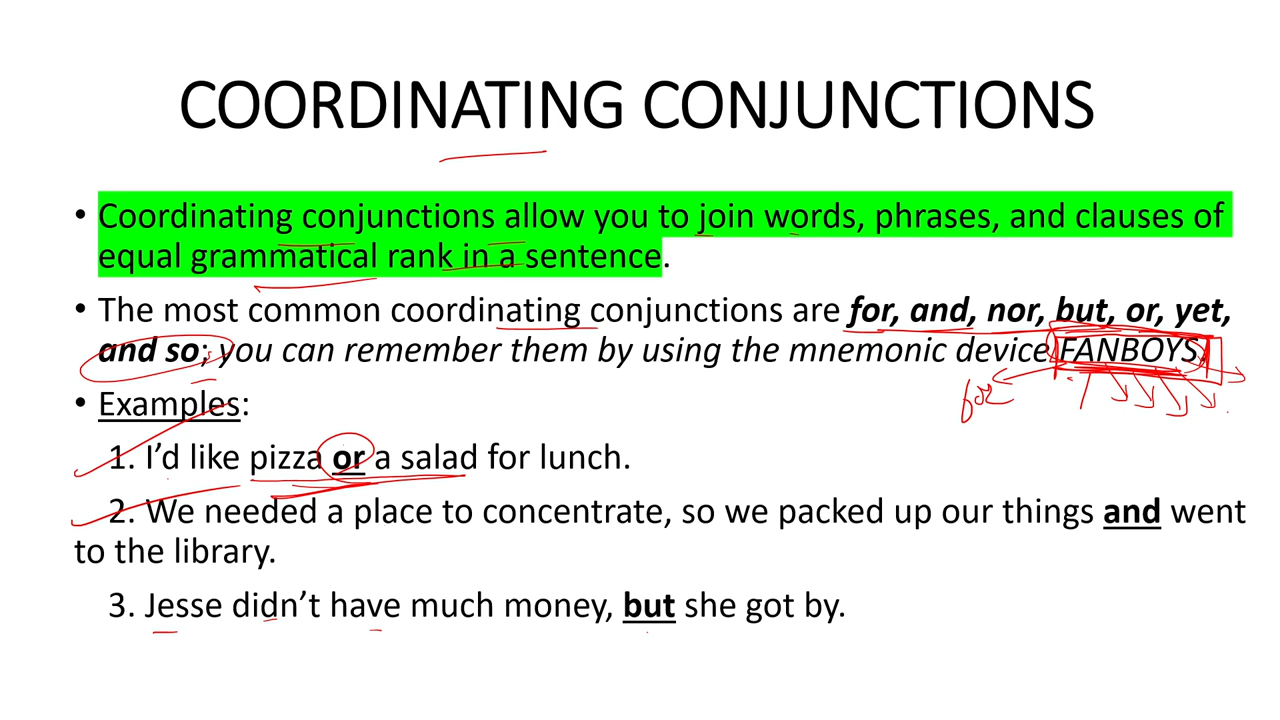 COORDINATING CONJUNCTIONS
• Coordinating conjunctions allow you to join words, phrases, and clauses of
equal grammatical rank in a sentence.
• The most common coordinating conjunctions are for, and, nor, but, or, yet,
and so; you can remember them by using the mnemonic device FANBOYS.
for
• Examples:
1. I’d like pizza or a salad for lunch.
2. We needed a place to concentrate, so we packed up our things and went
to the library.
3. Jesse didn’t have much money, but she got by.